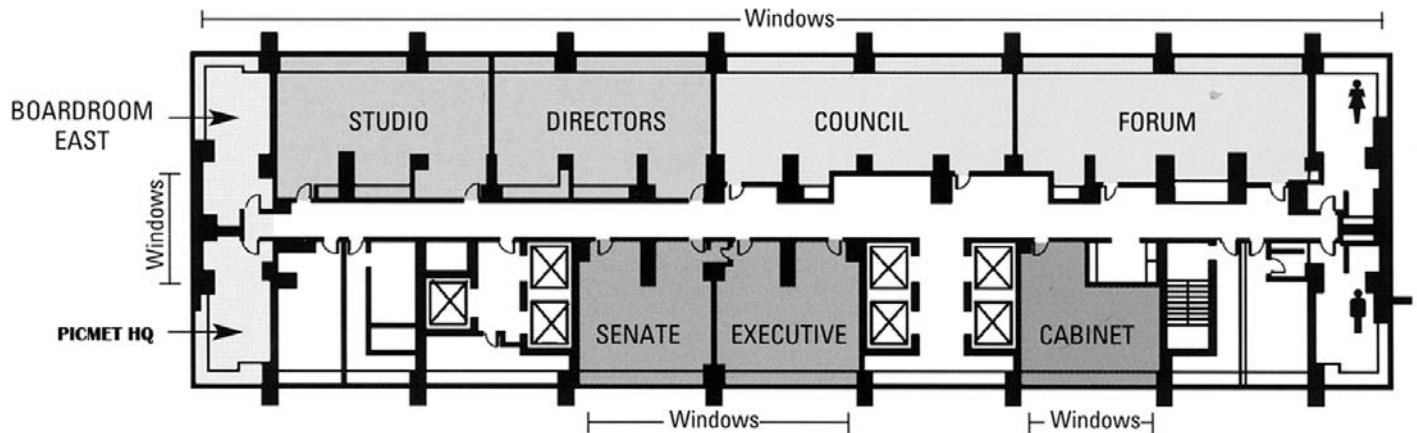 Windows
BOARDROOM
EAST
STUDIO
DIRECTORS
COUNCIL
FORUM
Windows
PICMET HQ
SENATE
EXECUTIVE
CABINET
Windows
Windows